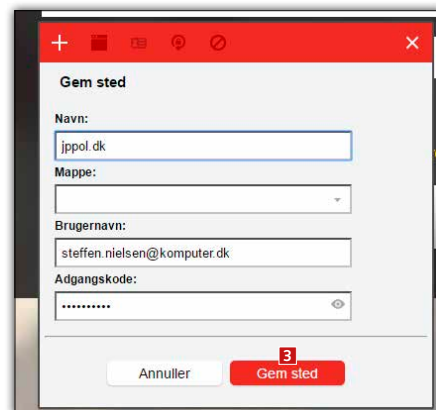 Gem sted
Navn:
jppol.dk
Mappe:
Brugernavn:
steffen.nielsen@komputer.dk
Adgangskode:
••••••••••
3
Annuller
Gem sted